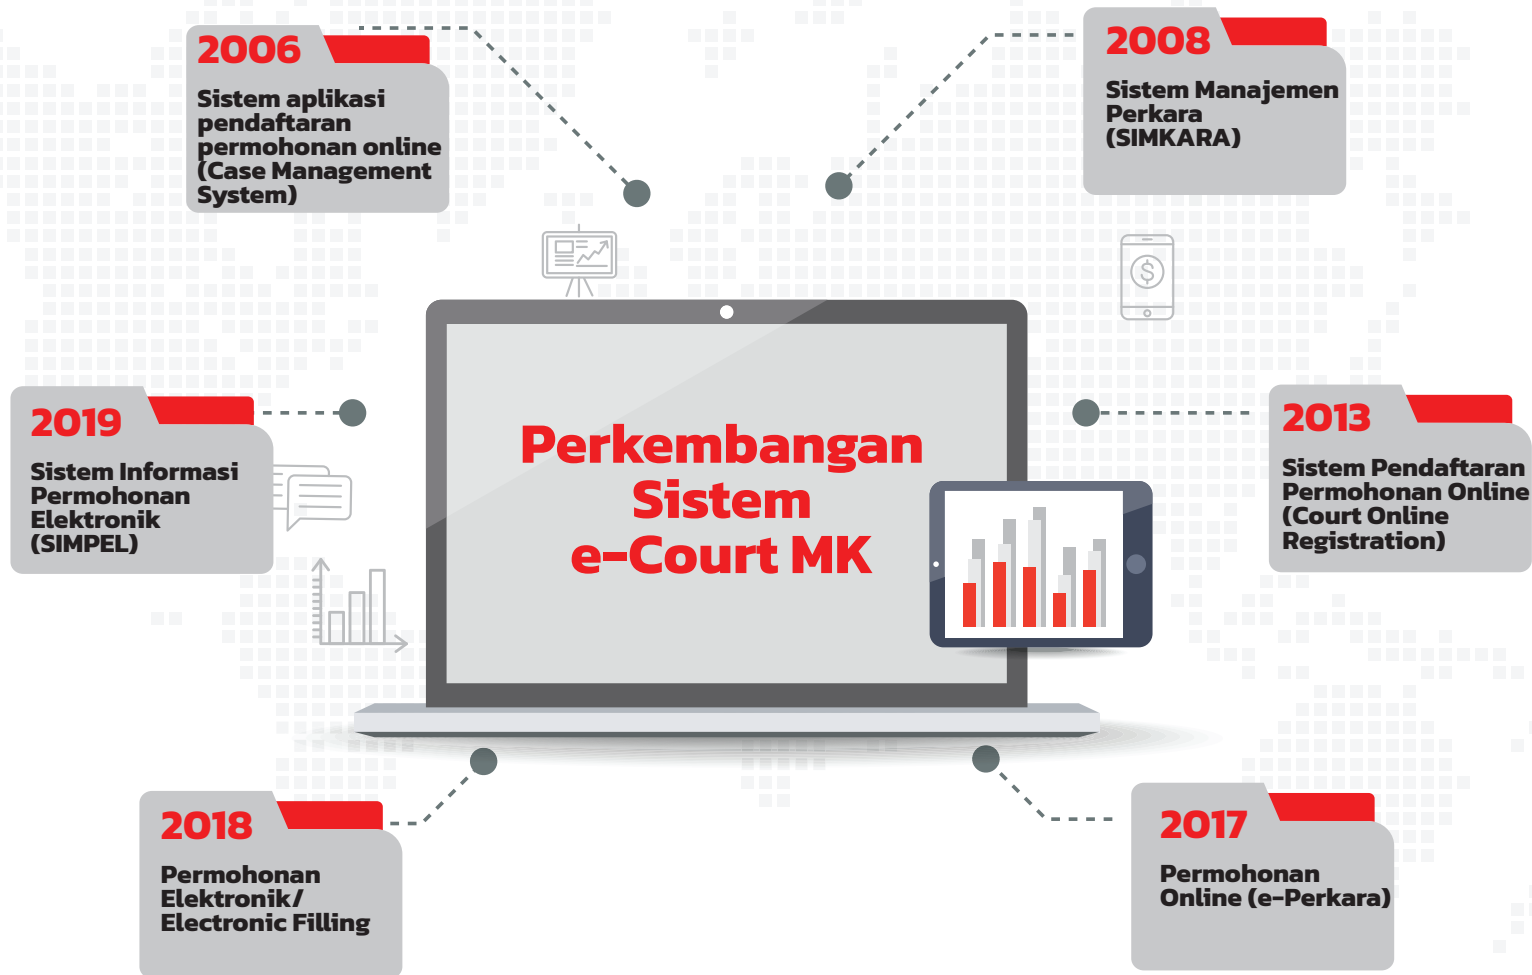 2006
Sistem aplikasi
pendaftaran
permohonan online
(Case Management
System)
2008
Sistem Manajemen
Perkara
(SIMKARA)
Perkembangan
Sistem
e-Court MK
2019
Sistem Informasi
Permohonan
Elektronik
(SIMPEL)
2013
Sistem Pendaftaran
Permohonan Online
(Court Online
Registration)
2018
Permohonan
Elektronik/
Electronic Filling
2017
Permohonan
Online (e-Perkara)